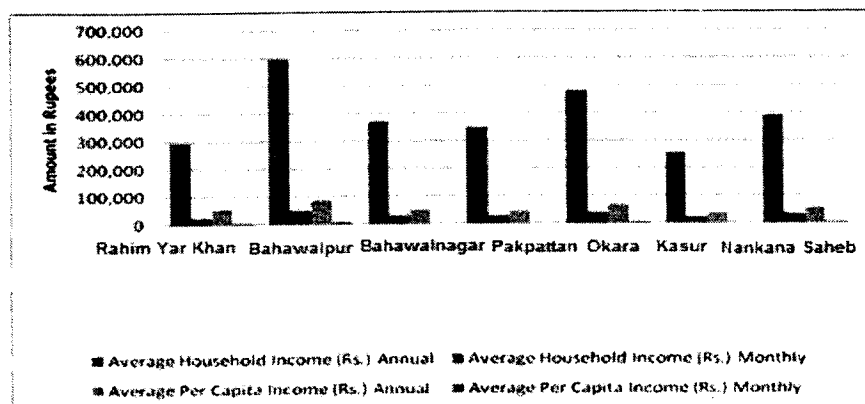 Amount in Rupees
700,000
600,000
500,000
400,000
300,000
200,000
100,000
0
Rahim Yar Khan Bahawalpur Bahawalnagar Pakpattan Okara Kasur Nankana Saheb
Average Household Income (Rs.) Annual Average Household Income (Rs.) Monthly
Average Per Capita Income (Rs.) Annual Average Per Capita Income (Rs.) Monthly